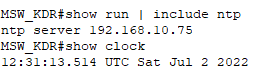 MSW_KDR#show run | include ntp
ntp server 192.168.10.75
MSW_KDR#show clock
12:31:13.514 UTC Sat Jul 2 2022